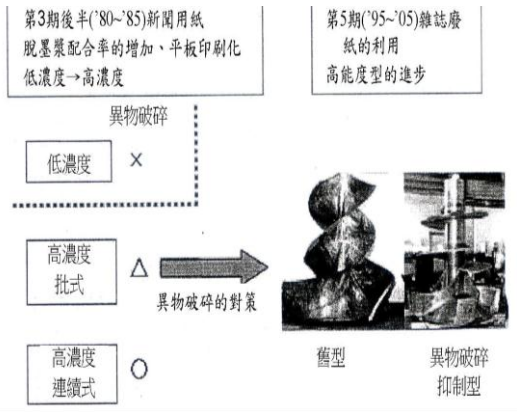 第3期後半('80~'85)新聞用紙
脫墨漿配合率的增加、平板印刷化
低濃度→高濃度
第5期('95~'05)雜誌廢
紙的利用
高能度型的進步
異物破碎
低濃度 ×
高濃度
批式 △
異物破碎的對策
高濃度
連續式 ○
舊型
異物破碎
抑制型